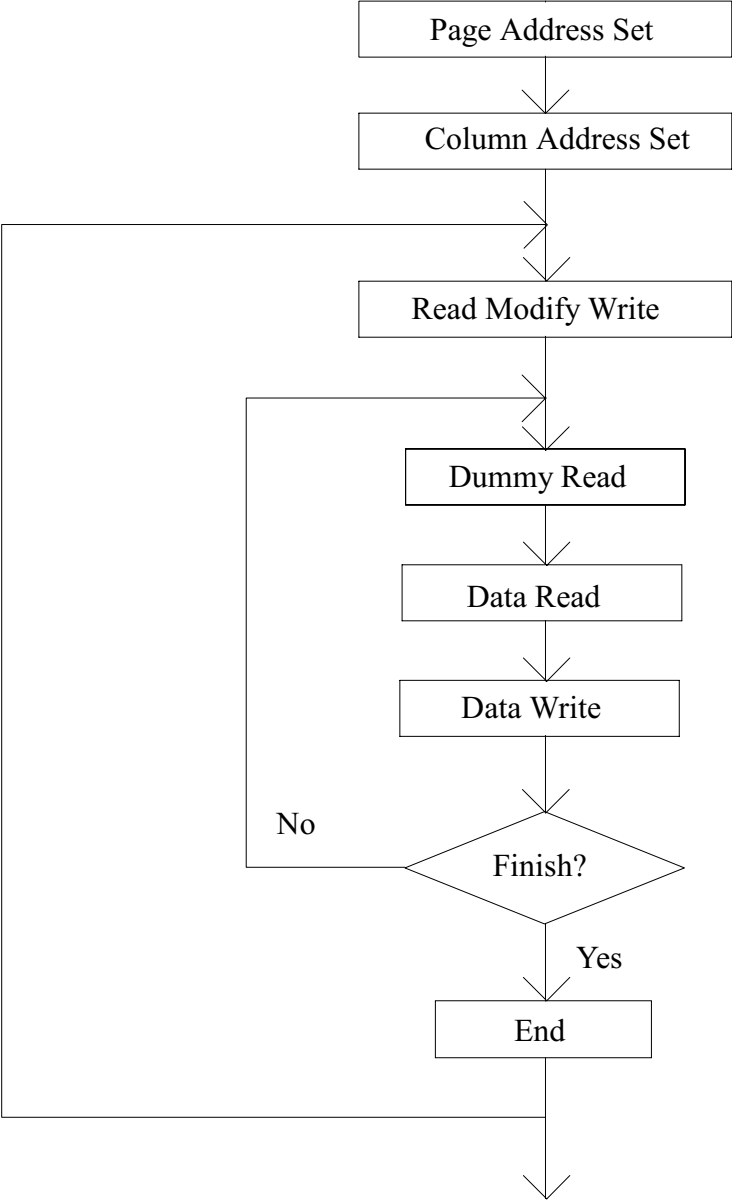 Page Address Set
Column Address Set
Read Modify Write
Dummy Read
Data Read
Data Write
No
Finish?
Yes
End